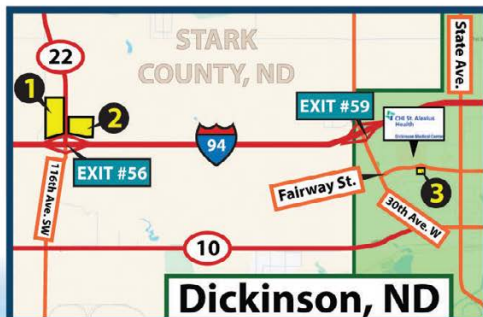 22
STARK
COUNTY, ND
State Ave.
1
2
EXIT #59
CHI St. Alexius
Health
Dickinson Medical Center
EXIT #56
94
116th Ave. SW
Fairway St.
3
30th Ave. W
10
Dickinson, ND